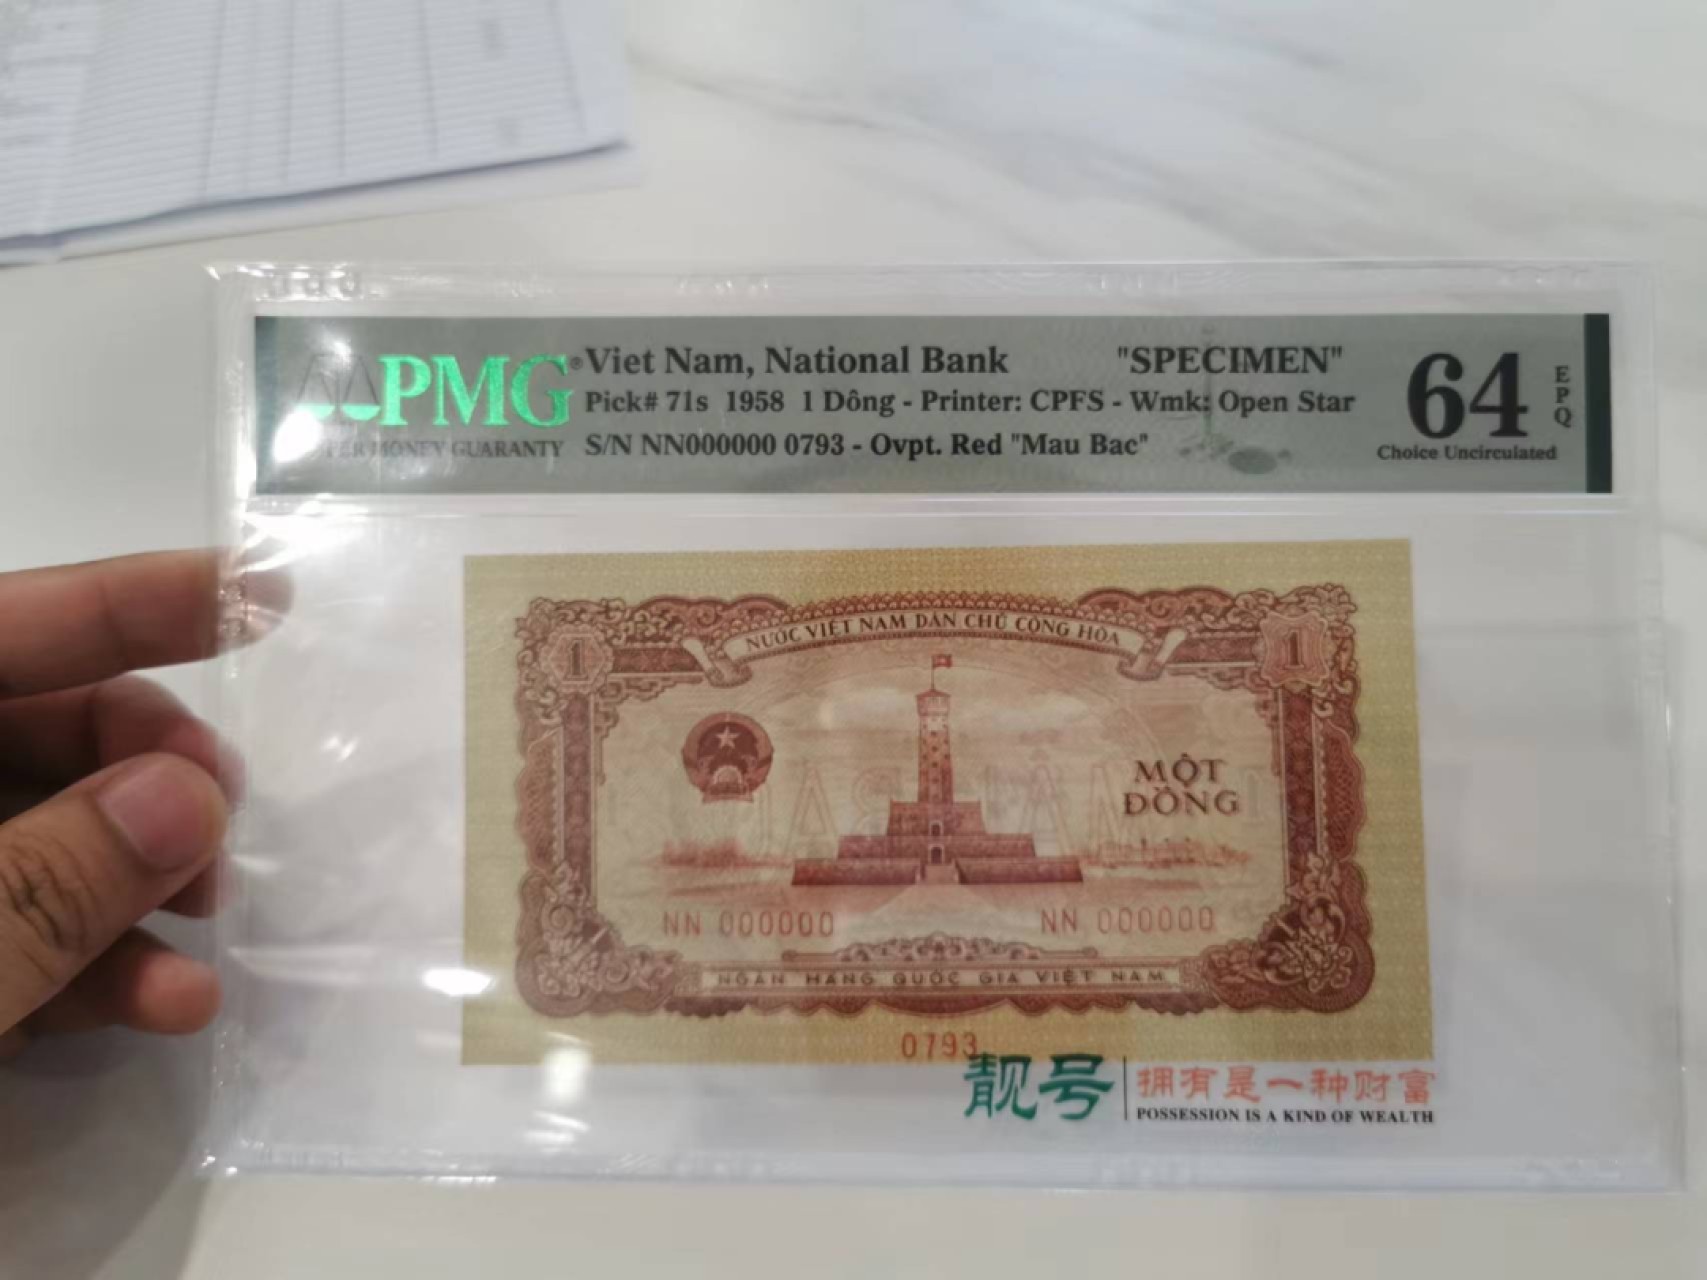 PMG® Viet Nam, National Bank "SPECIMEN"
Pick# 71s 1958 1 Dông - Printer: CPFS - Wmk: Open Star
PER MONEY GUARANTY S/N NN000000 0793 - Ovpt. Red "Mau Bac"
64 EPQ
Choice Uncirculated
NƯỚC VIỆT NAM DÂN CHỦ CỘNG HÒA
1 1
MỘT
ĐỒNG
NN 000000 NN 000000
NGÂN HÀNG QUỐC GIA VIỆT NAM
0793
靓号 拥有是一种财富
POSSESSION IS A KIND OF WEALTH